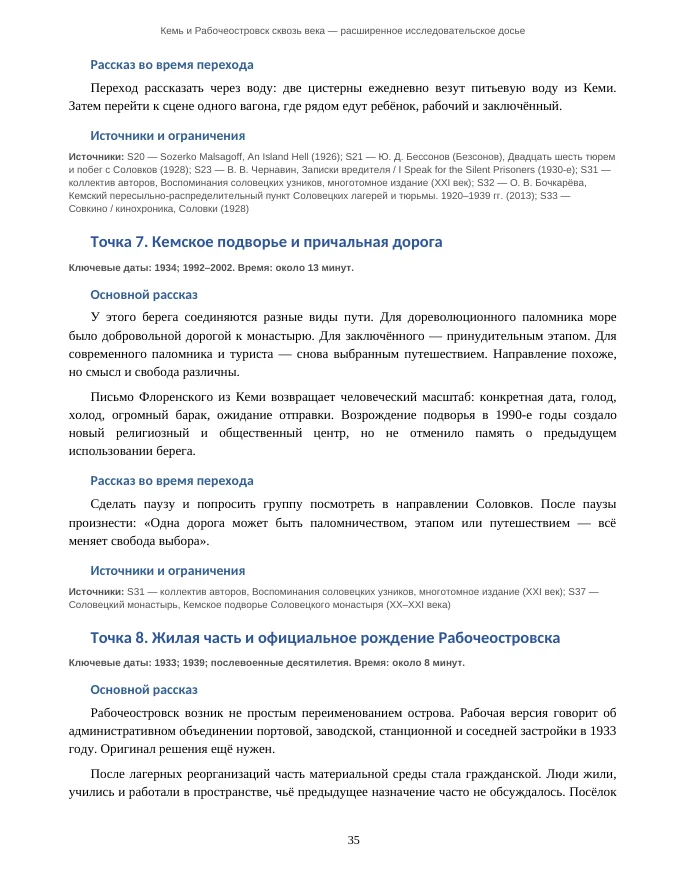 Кемь и Рабочеостровск сквозь века — расширенное исследовательское досье
Рассказ во время перехода
Переход рассказать через воду: две цистерны ежедневно везут питьевую воду из Кеми.
Затем перейти к сцене одного вагона, где рядом едут ребёнок, рабочий и заключённый.
Источники и ограничения
Источники: S20 — Sozerko Malsagoff, An Island Hell (1926); S21 — Ю. Д. Бессонов (Безсонов), Двадцать шесть тюрем
и побег с Соловков (1928); S23 — В. В. Чернавин, Записки вредителя / I Speak for the Silent Prisoners (1930-е); S31 —
коллектив авторов, Воспоминания соловецких узников, многотомное издание (XXI век); S32 — О. В. Бочкарёва,
Кемский пересыльно-распределительный пункт Соловецких лагерей и тюрьмы. 1920–1939 гг. (2013); S33 —
Совкино / кинохроника, Соловки (1928)
Точка 7. Кемское подворье и причальная дорога
Ключевые даты: 1934; 1992–2002. Время: около 13 минут.
Основной рассказ
У этого берега соединяются разные виды пути. Для дореволюционного паломника море
было добровольной дорогой к монастырю. Для заключённого — принудительным этапом. Для
современного паломника и туриста — снова выбранным путешествием. Направление похоже,
но смысл и свобода различны.
Письмо Флоренского из Кеми возвращает человеческий масштаб: конкретная дата, голод,
холод, огромный барак, ожидание отправки. Возрождение подворья в 1990-е годы создало
новый религиозный и общественный центр, но не отменило память о предыдущем
использовании берега.
Рассказ во время перехода
Сделать паузу и попросить группу посмотреть в направлении Соловков. После паузы
произнести: «Одна дорога может быть паломничеством, этапом или путешествием — всё
меняет свобода выбора».
Источники и ограничения
Источники: S31 — коллектив авторов, Воспоминания соловецких узников, многотомное издание (XXI век); S37 —
Соловецкий монастырь, Кемское подворье Соловецкого монастыря (XX–XXI века)
Точка 8. Жилая часть и официальное рождение Рабочеостровска
Ключевые даты: 1933; 1939; послевоенные десятилетия. Время: около 8 минут.
Основной рассказ
Рабочеостровск возник не простым переименованием острова. Рабочая версия говорит об
административном объединении портовой, заводской, станционной и соседней застройки в 1933
году. Оригинал решения ещё нужен.
После лагерных реорганизаций часть материальной среды стала гражданской. Люди жили,
учились и работали в пространстве, чьё предыдущее назначение часто не обсуждалось. Посёлок
35